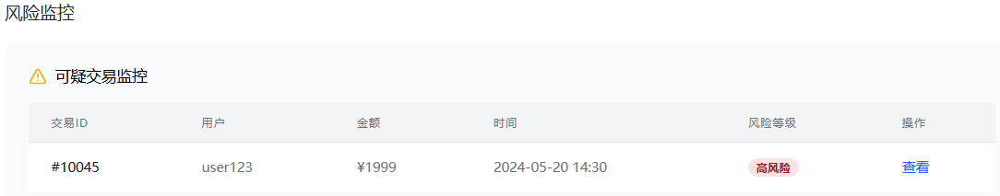 风险监控
可疑交易监控
交易ID 用户 金额 时间 风险等级 操作
#10045 user123 ¥1999 2024-05-20 14:30 高风险 查看